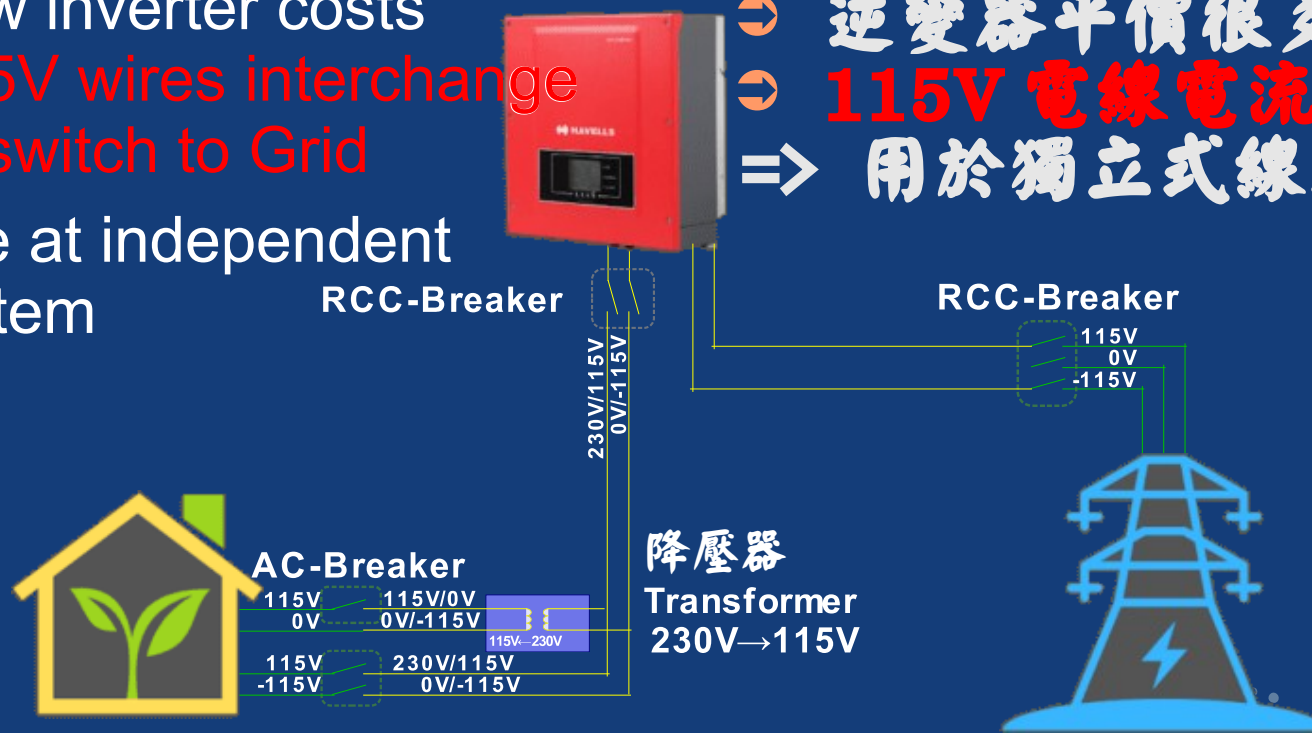 inverter costs
5V wires interchange
switch to Grid
at independent
tem
逆變器平價很
115V 電線電流
=> 用於獨立式線
HAVELLS
RCC-Breaker
230V/115V
0V/-115V
RCC-Breaker
115V
0V
-115V
AC-Breaker
115V
0V
115V/0V
0V/-115V
115V←230V
115V
-115V
230V/115V
0V/-115V
降壓器
Transformer
230V→115V